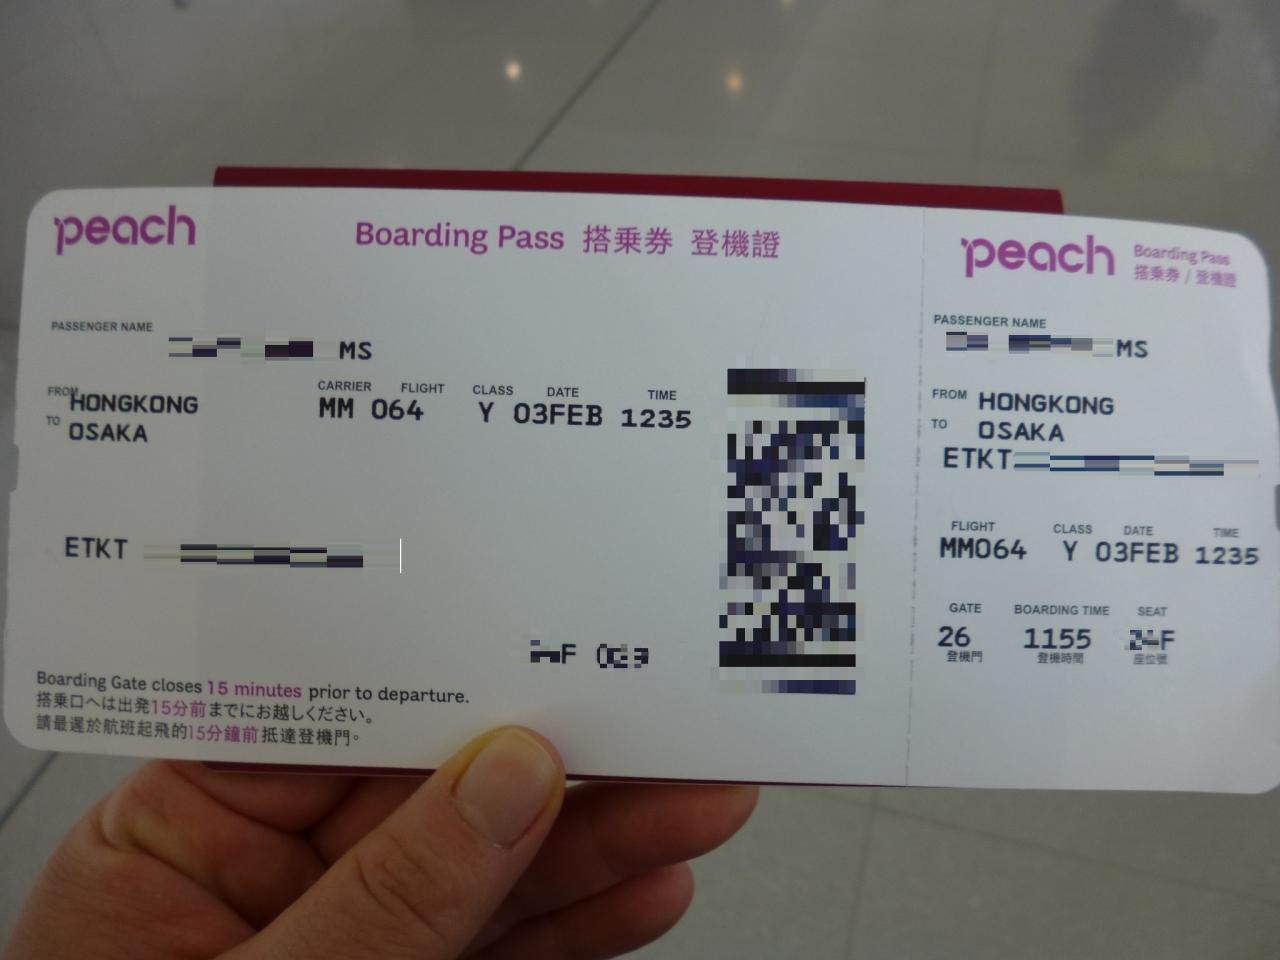 peach
Boarding Pass 搭乗券 登機證
PASSENGER NAME
MS
FROM HONGKONG
TO OSAKA
CARRIER FLIGHT CLASS DATE TIME
MM 064 Y 03FEB 1235
ETKT
F
Boarding Gate closes 15 minutes prior to departure.
搭乗口へは出発15分前までにお越しください。
請最遲於航班起飛的15分鐘前抵達登機門。
peach
Boarding Pass
搭乗券 / 登機證
PASSENGER NAME
MS
FROM HONGKONG
TO OSAKA
ETKT
FLIGHT CLASS DATE TIME
MM064 Y 03FEB 1235
GATE BOARDING TIME SEAT
26 1155 F
登機門 登機時間 座位號